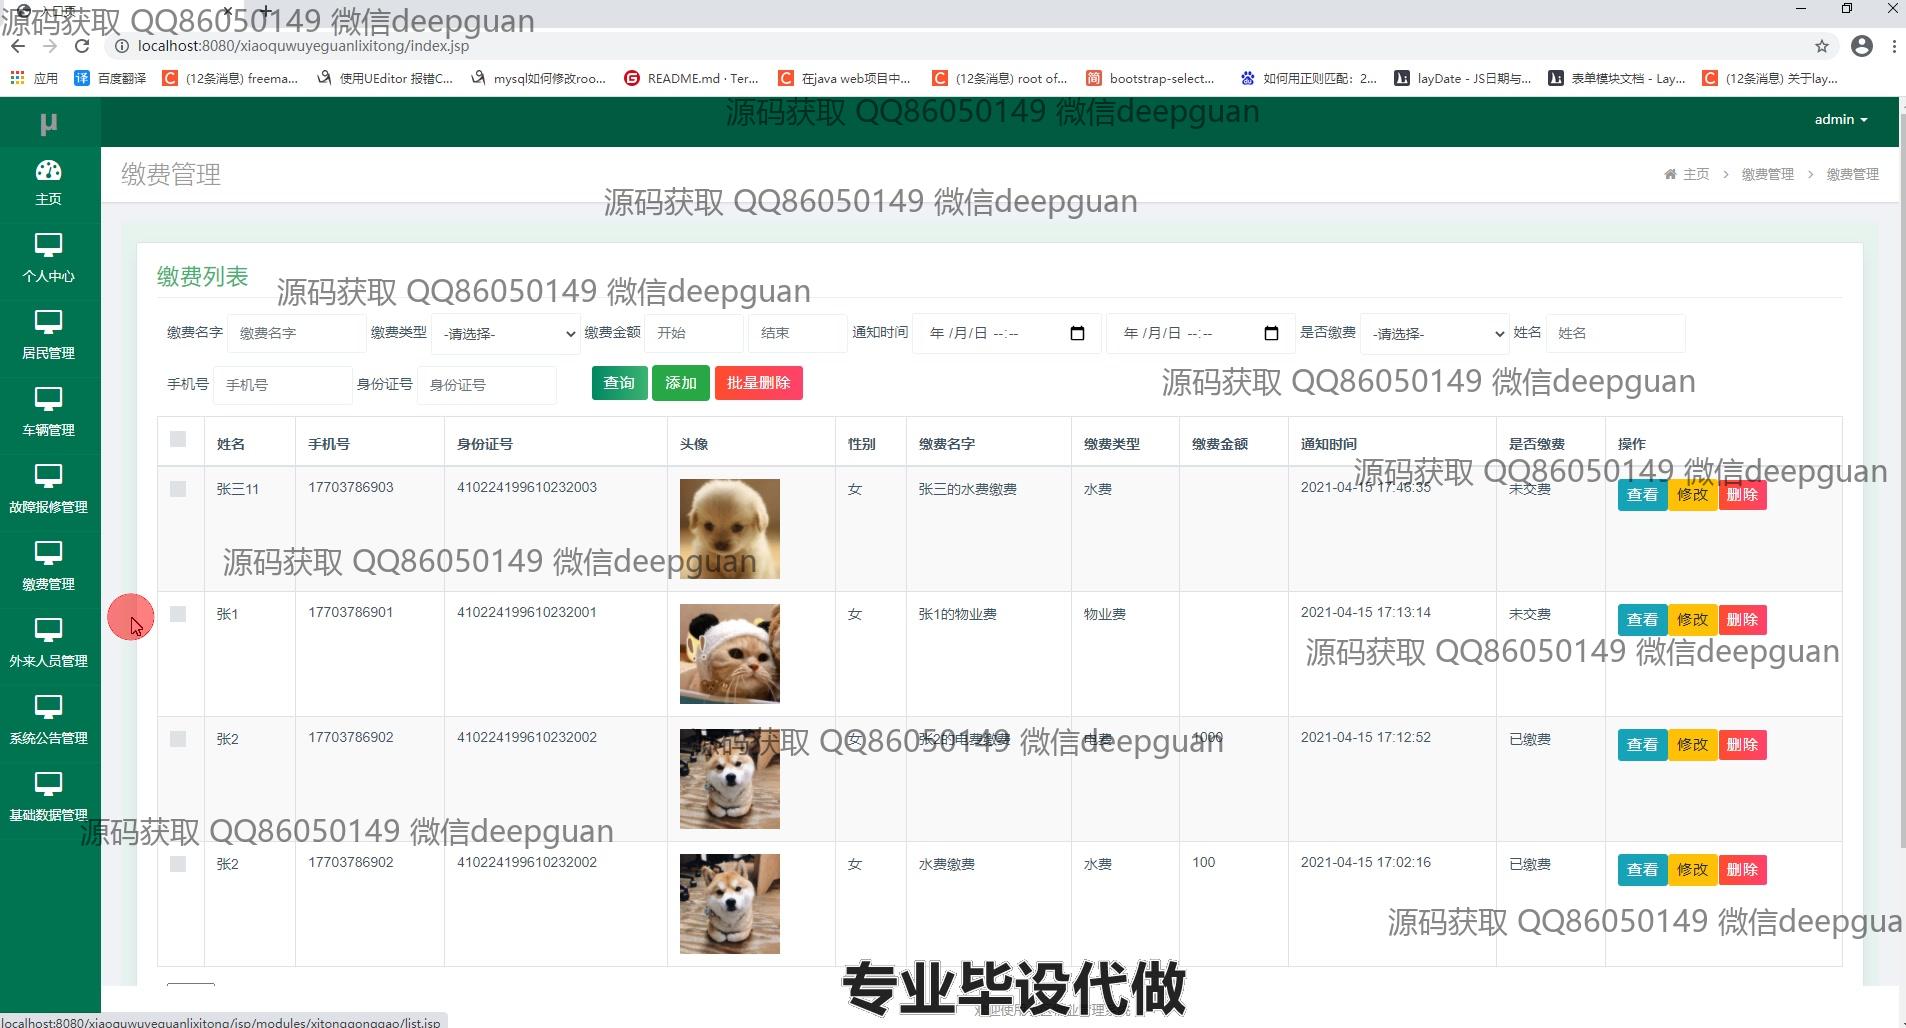 入口页
源码获取 QQ86050149 微信deepguan
localhost:8080/xiaoquwuyeguanlixitong/index.jsp
应用 百度翻译 (12条消息) freema... 使用UEditor 报错C... mysql如何修改roo... README.md · Ter... 在java web项目中... (12条消息) root of... bootstrap-select... 如何用正则匹配：2... layDate - JS日期与... 表单模块文档 - Lay... (12条消息) 关于lay...
源码获取 QQ86050149 微信deepguan
μ admin
主页
个人中心
居民管理
车辆管理
故障报修管理
缴费管理
外来人员管理
系统公告管理
基础数据管理
缴费管理 主页 > 缴费管理 > 缴费管理
源码获取 QQ86050149 微信deepguan
缴费列表
源码获取 QQ86050149 微信deepguan
缴费名字 缴费名字 缴费类型 -请选择- 缴费金额 开始 结束 通知时间 年 /月/日 --:-- 年 /月/日 --:-- 是否缴费 -请选择- 姓名 姓名
手机号 手机号 身份证号 身份证号 查询 添加 批量删除
源码获取 QQ86050149 微信deepguan
姓名 手机号 身份证号 头像 性别 缴费名字 缴费类型 缴费金额 通知时间 是否缴费 操作
源码获取 QQ86050149 微信deepguan
张三11 17703786903 410224199610232003 女 张三的水费缴费 水费 2021-04-15 17:46:35 未交费 查看 修改 删除
源码获取 QQ86050149 微信deepguan
张1 17703786901 410224199610232001 女 张1的物业费 物业费 2021-04-15 17:13:14 未交费 查看 修改 删除
源码获取 QQ86050149 微信deepguan
张2 17703786902 410224199610232002 女 张2的电费缴费 电费 1000 2021-04-15 17:12:52 已缴费 查看 修改 删除
源码获取 QQ86050149 微信deepguan
源码获取 QQ86050149 微信deepguan
张2 17703786902 410224199610232002 女 水费缴费 水费 100 2021-04-15 17:02:16 已缴费 查看 修改 删除
源码获取 QQ86050149 微信deepgua
专业毕设代做
localhost:8080/xiaoquwuyeguanlixitong/jsp/modules/xitonggonggao/list.jsp